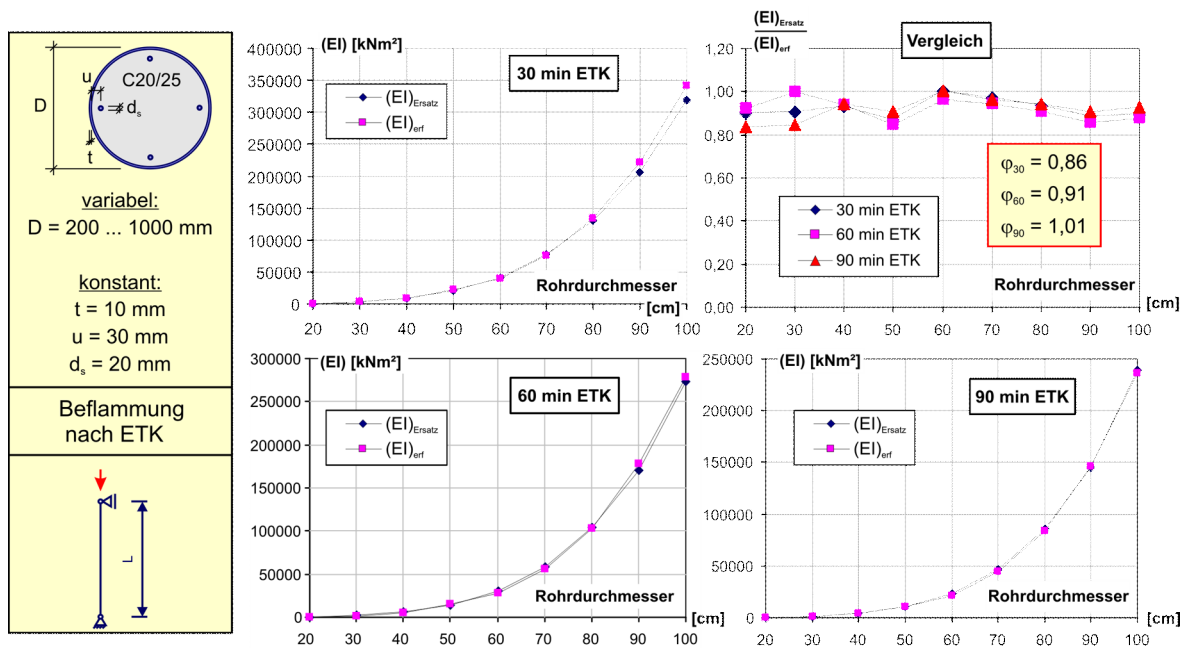 C20/25
u
D
dₛ
t
variabel:
D = 200 ... 1000 mm
konstant:
t = 10 mm
u = 30 mm
dₛ = 20 mm
Beflammung
nach ETK
L
(EI) [kNm²]
30 min ETK
(EI)Ersatz
(EI)erf
400000
350000
300000
250000
200000
150000
100000
50000
0
20 30 40 50 60 70 80 90 100
Rohrdurchmesser
[cm]
(EI)Ersatz
(EI)erf
Vergleich
1,20
1,00
0,80
0,60
0,40
0,20
0,00
φ30 = 0,86
φ60 = 0,91
φ90 = 1,01
30 min ETK
60 min ETK
90 min ETK
Rohrdurchmesser
[cm]
20 30 40 50 60 70 80 90 100
(EI) [kNm²]
60 min ETK
(EI)Ersatz
(EI)erf
300000
250000
200000
150000
100000
50000
0
Rohrdurchmesser
[cm]
20 30 40 50 60 70 80 90 100
(EI) [kNm²]
90 min ETK
(EI)Ersatz
(EI)erf
250000
200000
150000
100000
50000
0
Rohrdurchmesser
[cm]
20 30 40 50 60 70 80 90 100